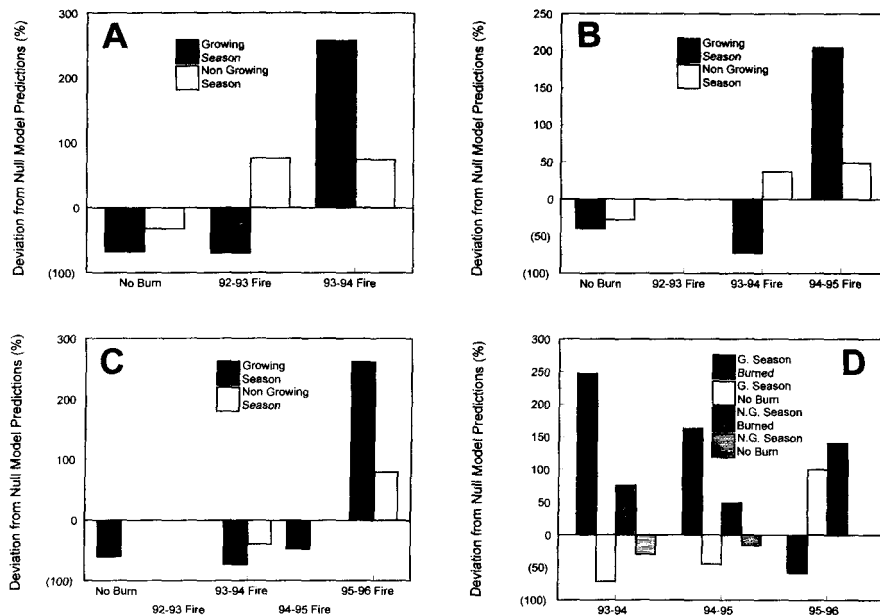 A
Deviation from Null Model Predictions (%)
300
200
100
0
(100)
Growing
Season
Non Growing
Season
No Burn
92-93 Fire
93-94 Fire
B
Deviation from Null Model Predictions (%)
250
200
150
100
50
0
(50)
(100)
Growing
Season
Non Growing
Season
No Burn
92-93 Fire
93-94 Fire
94-95 Fire
C
Deviation from Null Model Predictions (%)
300
200
100
0
(100)
Growing
Season
Non Growing
Season
No Burn
92-93 Fire
93-94 Fire
94-95 Fire
95-96 Fire
D
Deviation from Null Model Predictions (%)
300
250
200
150
100
50
0
(50)
(100)
G. Season
Burned
G. Season
No Burn
N.G. Season
Burned
N.G. Season
No Burn
93-94
94-95
95-96